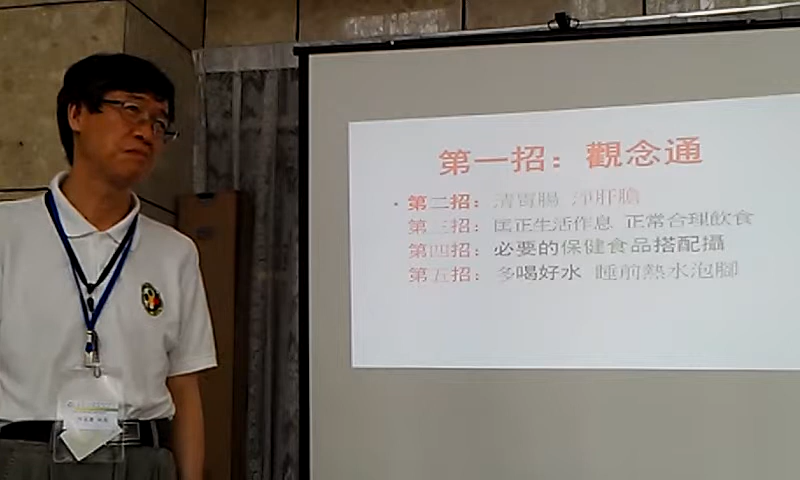 第一招：觀念通
• 第二招：清胃腸 淨肝膽
第三招：匡正生活作息 正常合理飲食
第四招：必要的保健食品搭配攝
第五招：多喝好水 睡前熱水泡腳